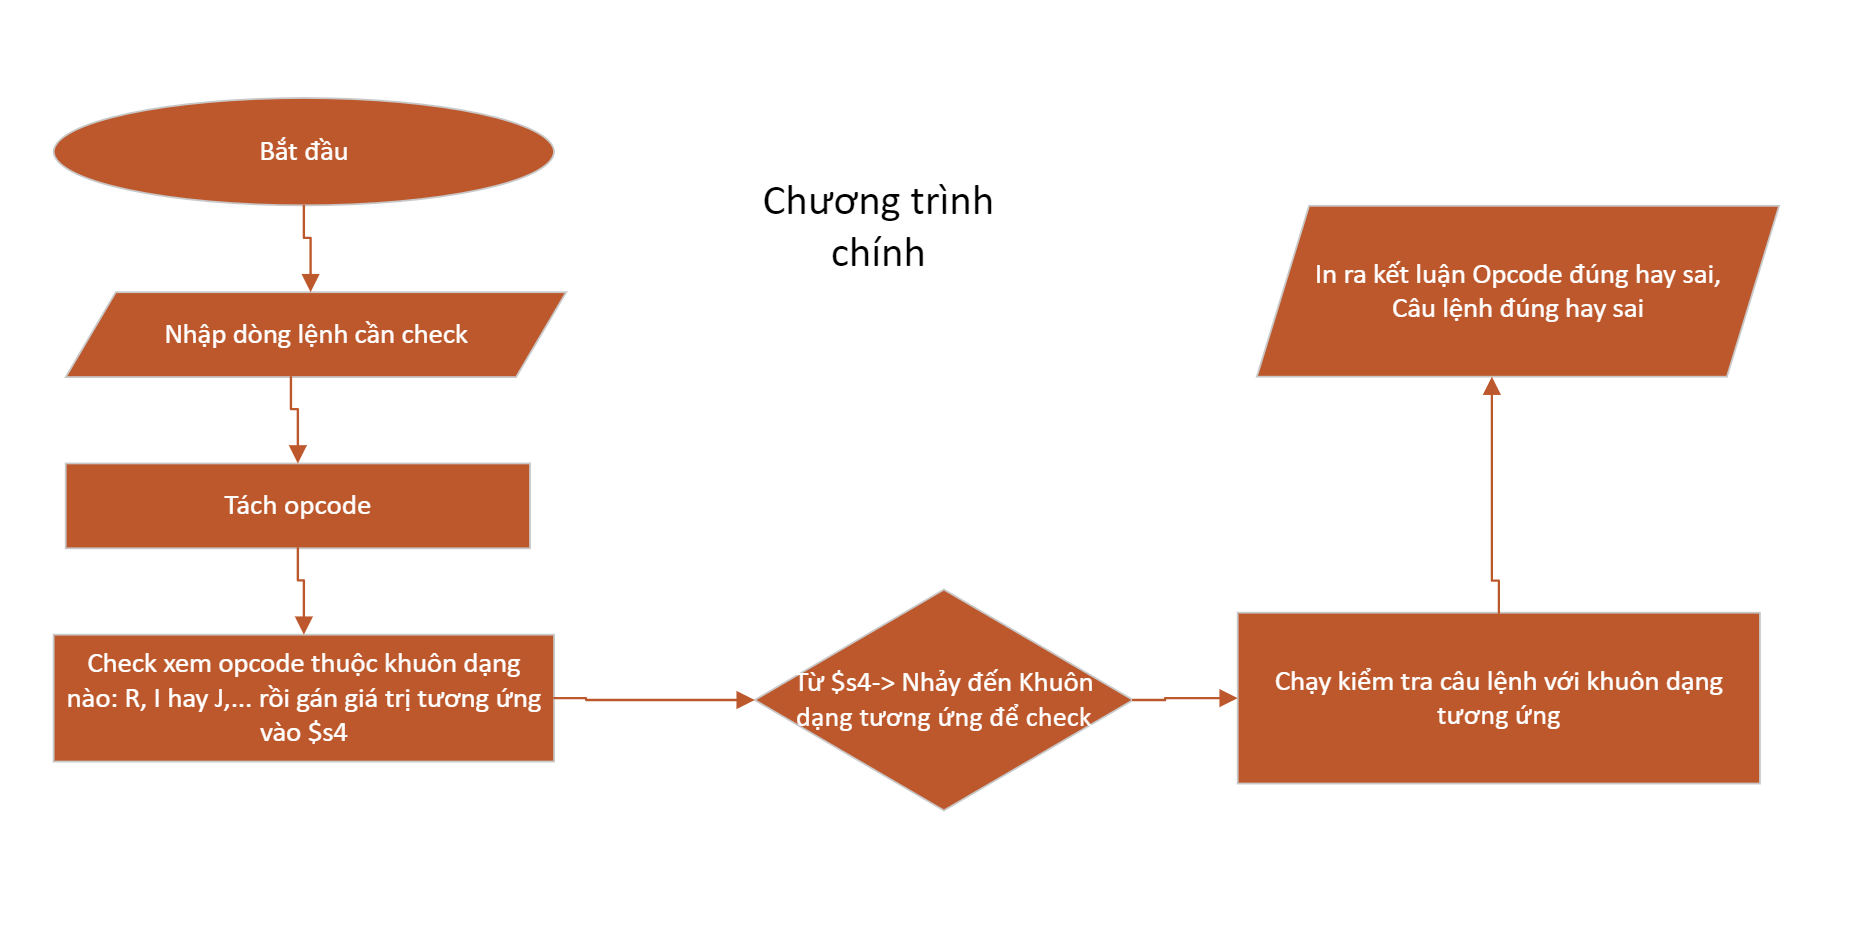 Bắt đầu
Nhập dòng lệnh cần check
Tách opcode
Check xem opcode thuộc khuôn dạng
nào: R, I hay J,... rồi gán giá trị tương ứng
vào $s4
Chương trình
chính
Từ $s4-> Nhảy đến Khuôn
dạng tương ứng để check
Chạy kiểm tra câu lệnh với khuôn dạng
tương ứng
In ra kết luận Opcode đúng hay sai,
Câu lệnh đúng hay sai